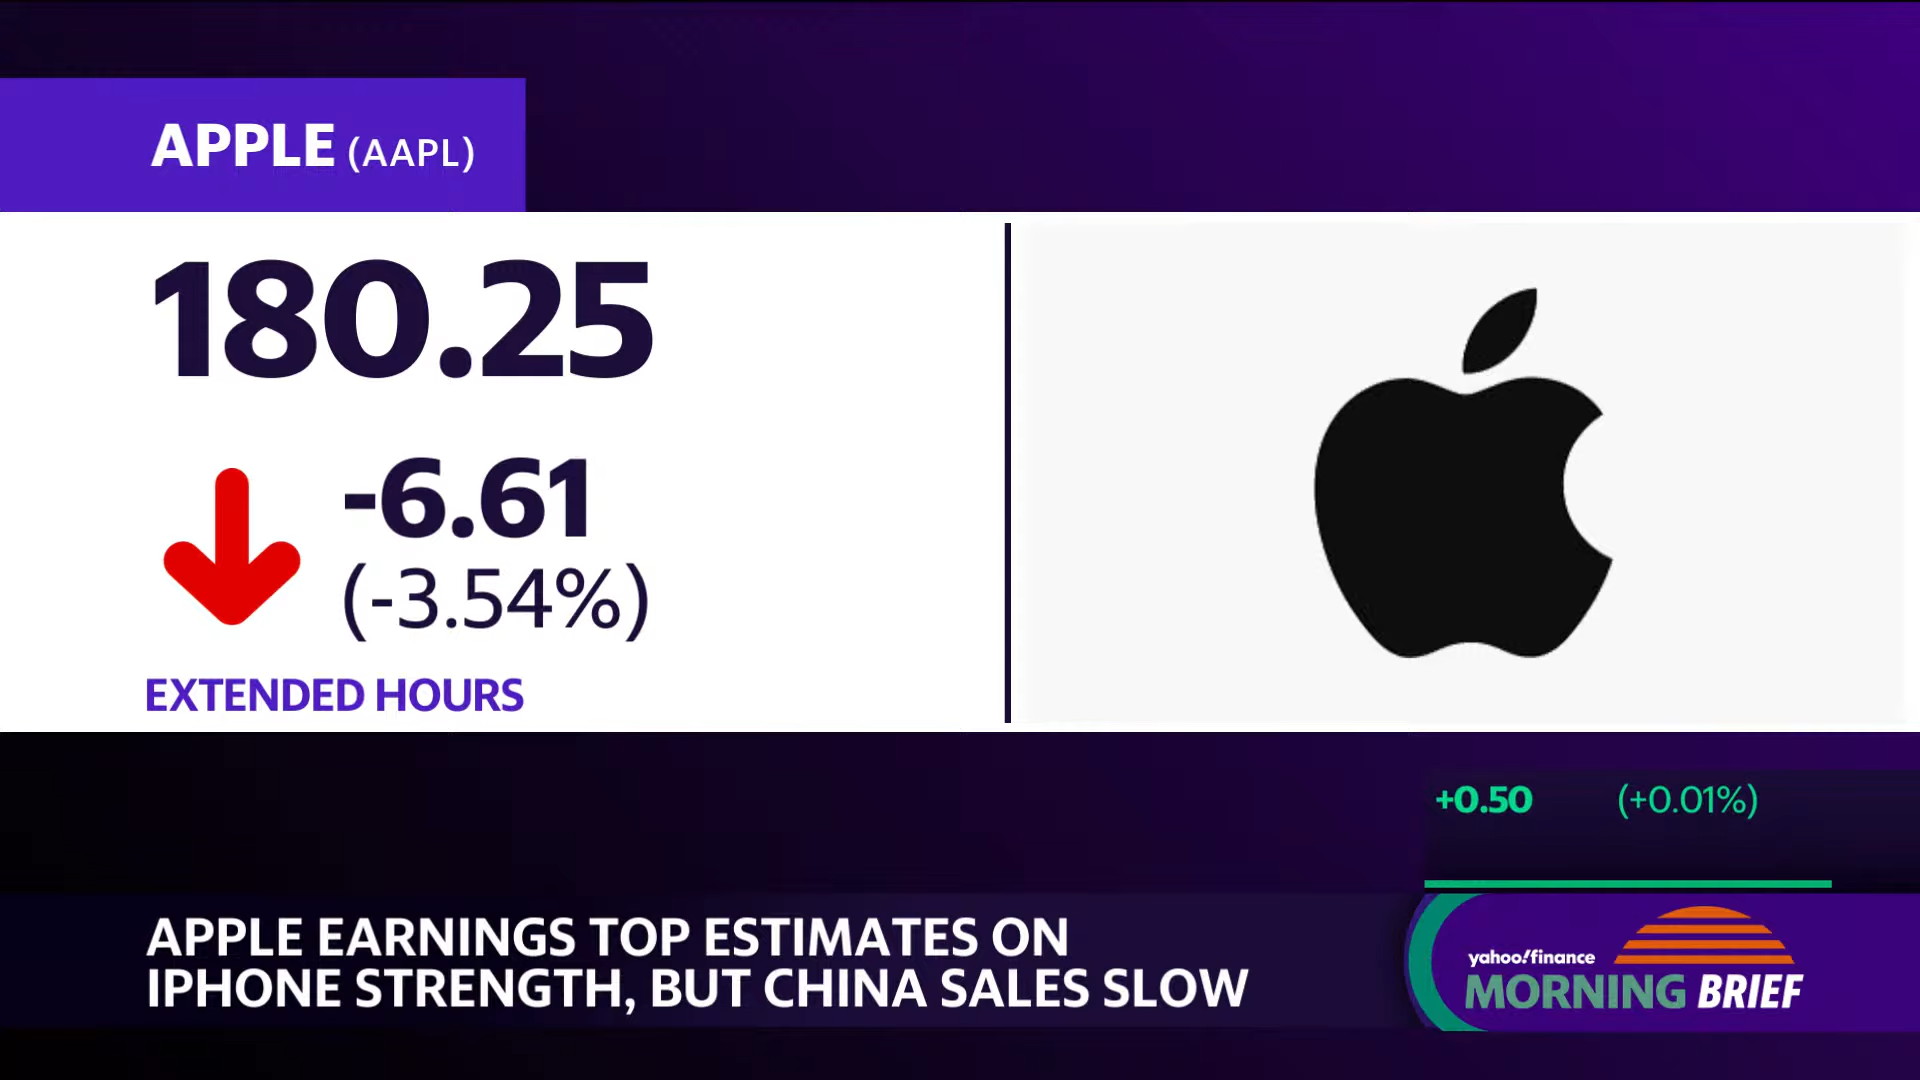 APPLE (AAPL)
180.25
-6.61
(-3.54%)
EXTENDED HOURS
+0.50 (+0.01%)
APPLE EARNINGS TOP ESTIMATES ON
IPHONE STRENGTH, BUT CHINA SALES SLOW
yahoo!finance
MORNING BRIEF